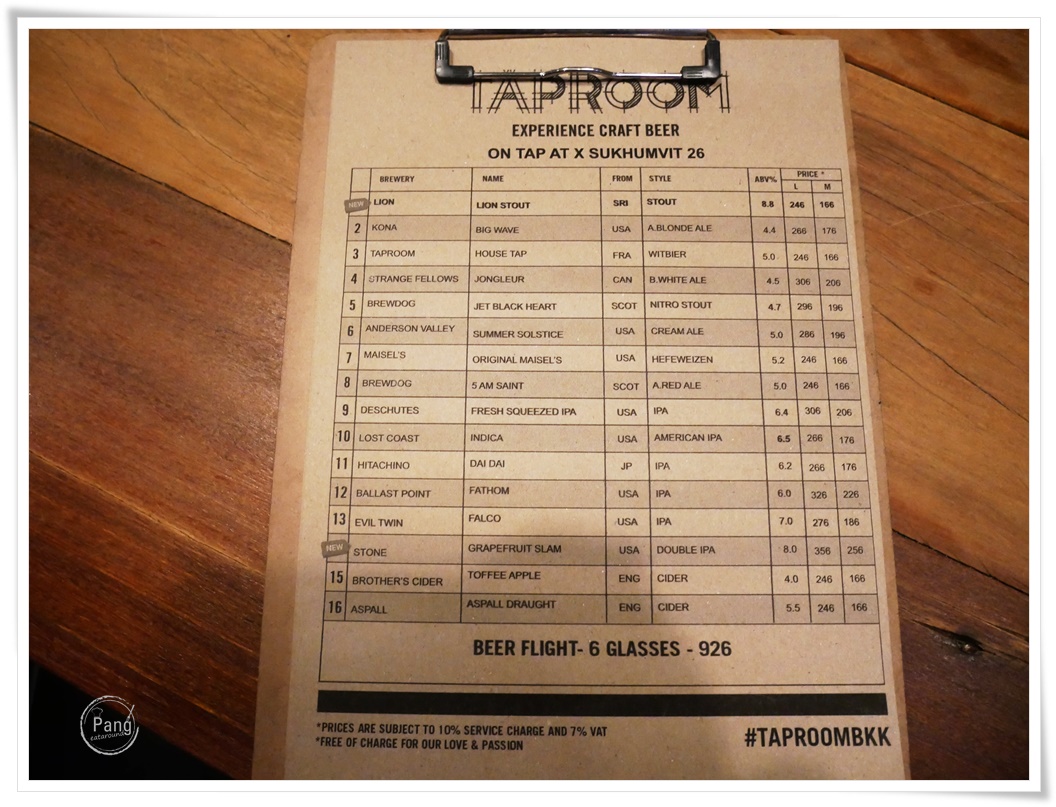 TAPROOM
EXPERIENCE CRAFT BEER
ON TAP AT X SUKHUMVIT 26
BREWERY NAME FROM STYLE ABV% PRICE *
L M
NEW LION LION STOUT SRI STOUT 8.8 246 166
2 KONA BIG WAVE USA A.BLONDE ALE 4.4 266 176
3 TAPROOM HOUSE TAP FRA WITBIER 5.0 246 166
4 STRANGE FELLOWS JONGLEUR CAN B.WHITE ALE 4.5 306 206
5 BREWDOG JET BLACK HEART SCOT NITRO STOUT 4.7 296 196
6 ANDERSON VALLEY SUMMER SOLSTICE USA CREAM ALE 5.0 286 196
7 MAISEL'S ORIGINAL MAISEL'S USA HEFEWEIZEN 5.2 246 166
8 BREWDOG 5 AM SAINT SCOT A.RED ALE 5.0 246 166
9 DESCHUTES FRESH SQUEEZED IPA USA IPA 6.4 306 206
10 LOST COAST INDICA USA AMERICAN IPA 6.5 266 176
11 HITACHINO DAI DAI JP IPA 6.2 266 176
12 BALLAST POINT FATHOM USA IPA 6.0 326 226
13 EVIL TWIN FALCO USA IPA 7.0 276 186
NEW STONE GRAPEFRUIT SLAM USA DOUBLE IPA 8.0 356 256
15 BROTHER'S CIDER TOFFEE APPLE ENG CIDER 4.0 246 166
16 ASPALL ASPALL DRAUGHT ENG CIDER 5.5 246 166
BEER FLIGHT- 6 GLASSES - 926
*PRICES ARE SUBJECT TO 10% SERVICE CHARGE AND 7% VAT
*FREE OF CHARGE FOR OUR LOVE & PASSION
#TAPROOMBKK
Pang
eataround